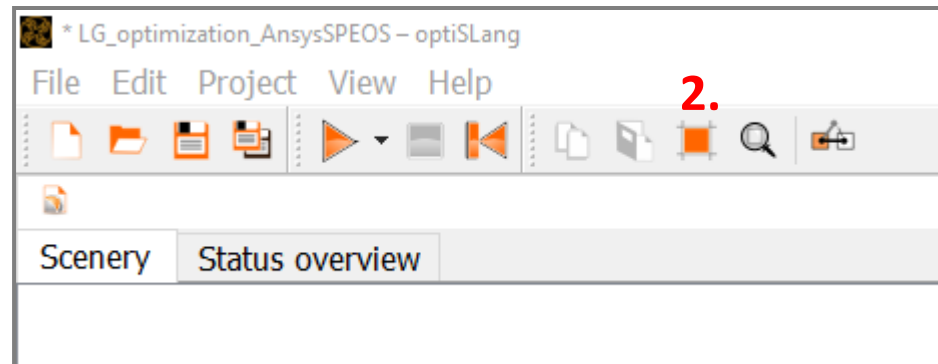 * LG_optimization_AnsysSPEOS – optiSLang
File Edit Project View Help
2.
Scenery Status overview